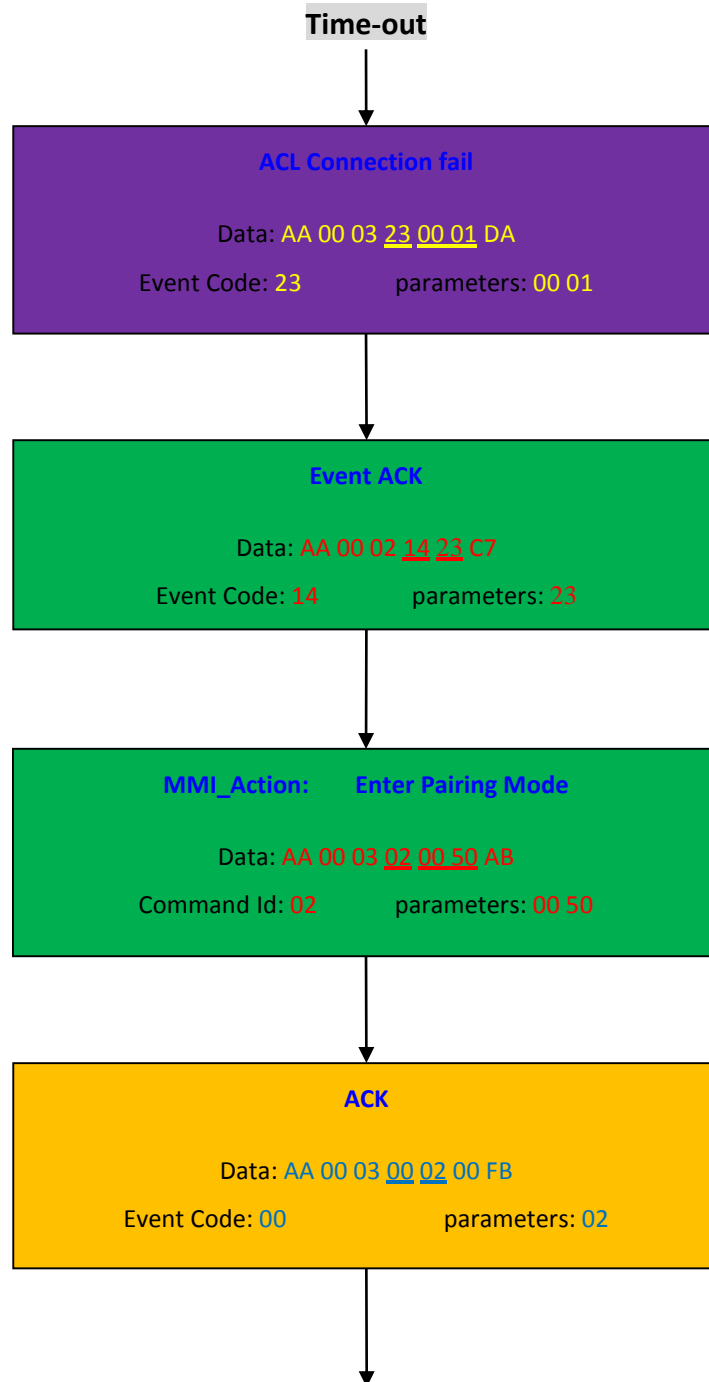 Time-out
ACL Connection fail
Data: AA 00 03 23 00 01 DA
Event Code: 23 parameters: 00 01
Event ACK
Data: AA 00 02 14 23 C7
Event Code: 14 parameters: 23
MMI_Action: Enter Pairing Mode
Data: AA 00 03 02 00 50 AB
Command Id: 02 parameters: 00 50
ACK
Data: AA 00 03 00 02 00 FB
Event Code: 00 parameters: 02